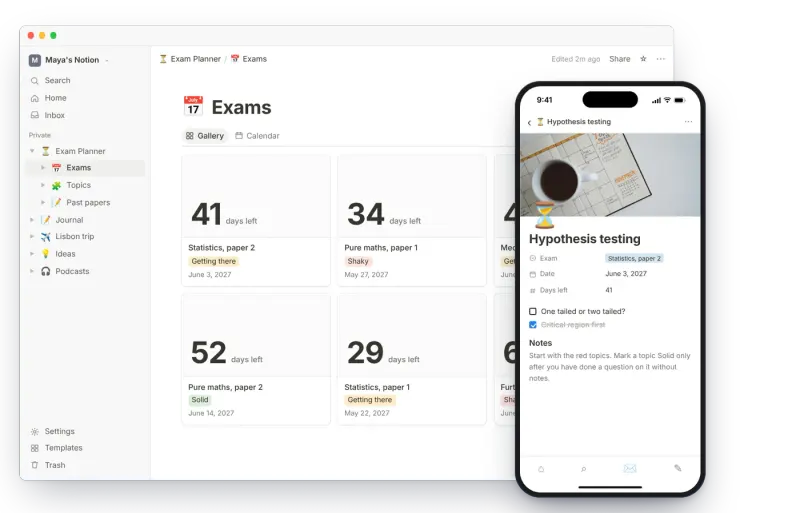 M Maya's Notion
Search
Home
Inbox
Private
Exam Planner
Exams
Topics
Past papers
Journal
Lisbon trip
Ideas
Podcasts
Settings
Templates
Trash
Exam Planner / Exams
Edited 2m ago Share
Exams
Gallery Calendar
41 days left
Statistics, paper 2
Getting there
June 3, 2027
34 days left
Pure maths, paper 1
Shaky
May 27, 2027
52 days left
Pure maths, paper 2
Solid
June 14, 2027
29 days left
Statistics, paper 1
Getting there
May 22, 2027
9:41
Hypothesis testing
Hypothesis testing
Exam Statistics, paper 2
Date June 3, 2027
Days left 41
One tailed or two tailed?
Critical region first
Notes
Start with the red topics. Mark a topic Solid only
after you have done a question on it without
notes.